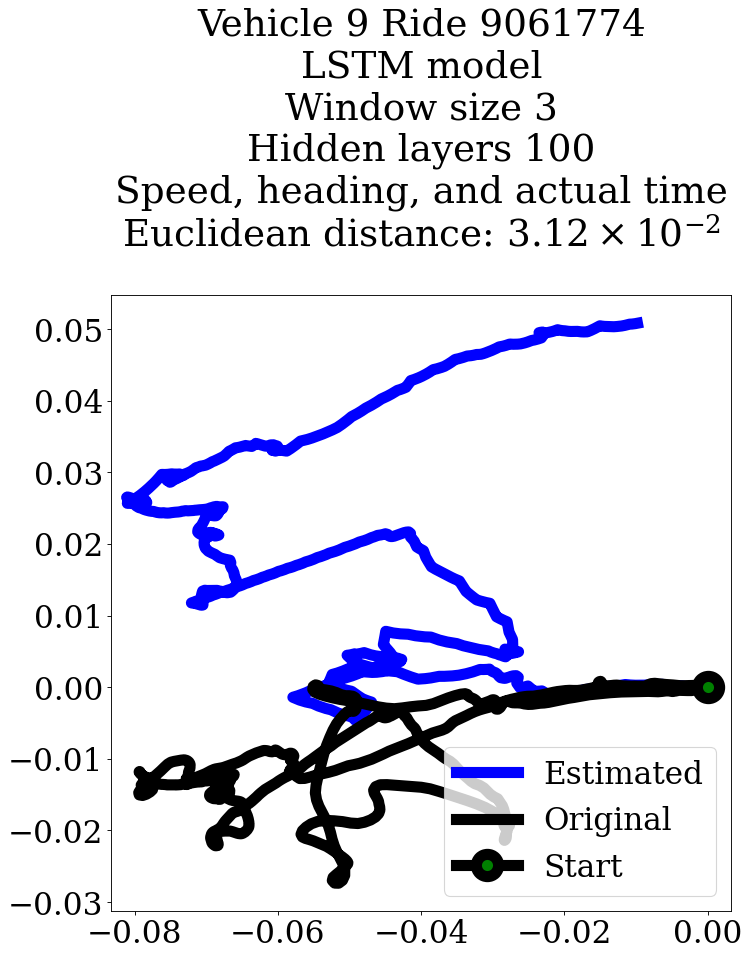 Vehicle 9 Ride 9061774
LSTM model
Window size 3
Hidden layers 100
Speed, heading, and actual time
Euclidean distance: 3.12 × 10⁻²
0.05
0.04
0.03
0.02
0.01
0.00
−0.01
−0.02
−0.03
Estimated
Original
Start
−0.08 −0.06 −0.04 −0.02 0.00